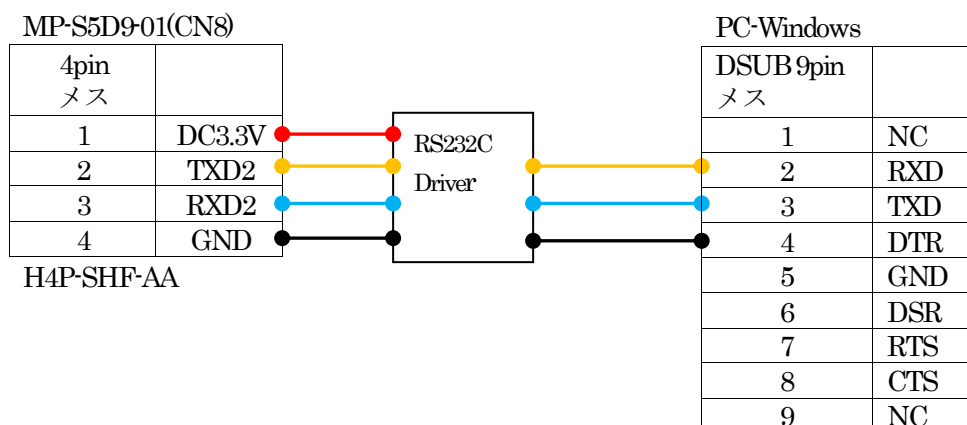 MP-S5D9-01(CN8)
4pin
メス
1 DC3.3V
2 TXD2
3 RXD2
4 GND
H4P-SHF-AA
RS232C
Driver
PC-Windows
DSUB 9pin
メス
1 NC
2 RXD
3 TXD
4 DTR
5 GND
6 DSR
7 RTS
8 CTS
9 NC